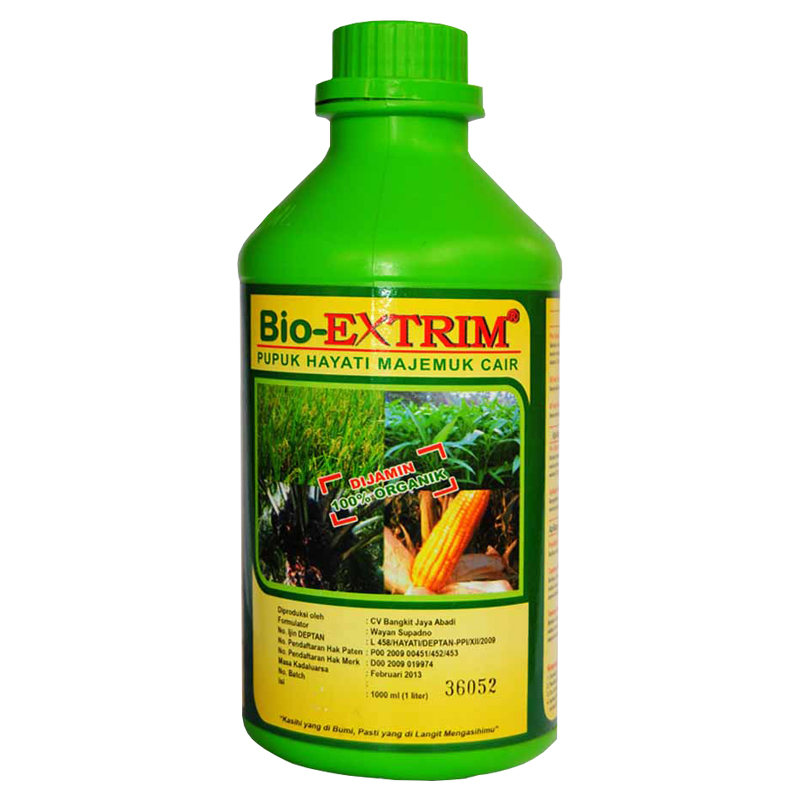 Bio-EXTRIM®
PUPUK HAYATI MAJEMUK CAIR
DIJAMIN
100% ORGANIK
Diproduksi oleh : CV Bangkit Jaya Abadi
Formulator : Wayan Supadno
No. Ijin DEPTAN : L 458/HAYATI/DEPTAN-PPI/XII/2009
No. Pendaftaran Hak Paten : P00 2009 00451/452/453
No. Pendaftaran Hak Merk : D00 2009 019974
Masa Kadaluarsa : Februari 2013
No. Batch : 36052
Isi : 1000 ml (1 liter)
"Kasihi yang di Bumi, Pasti yang di Langit Mengasihimu"